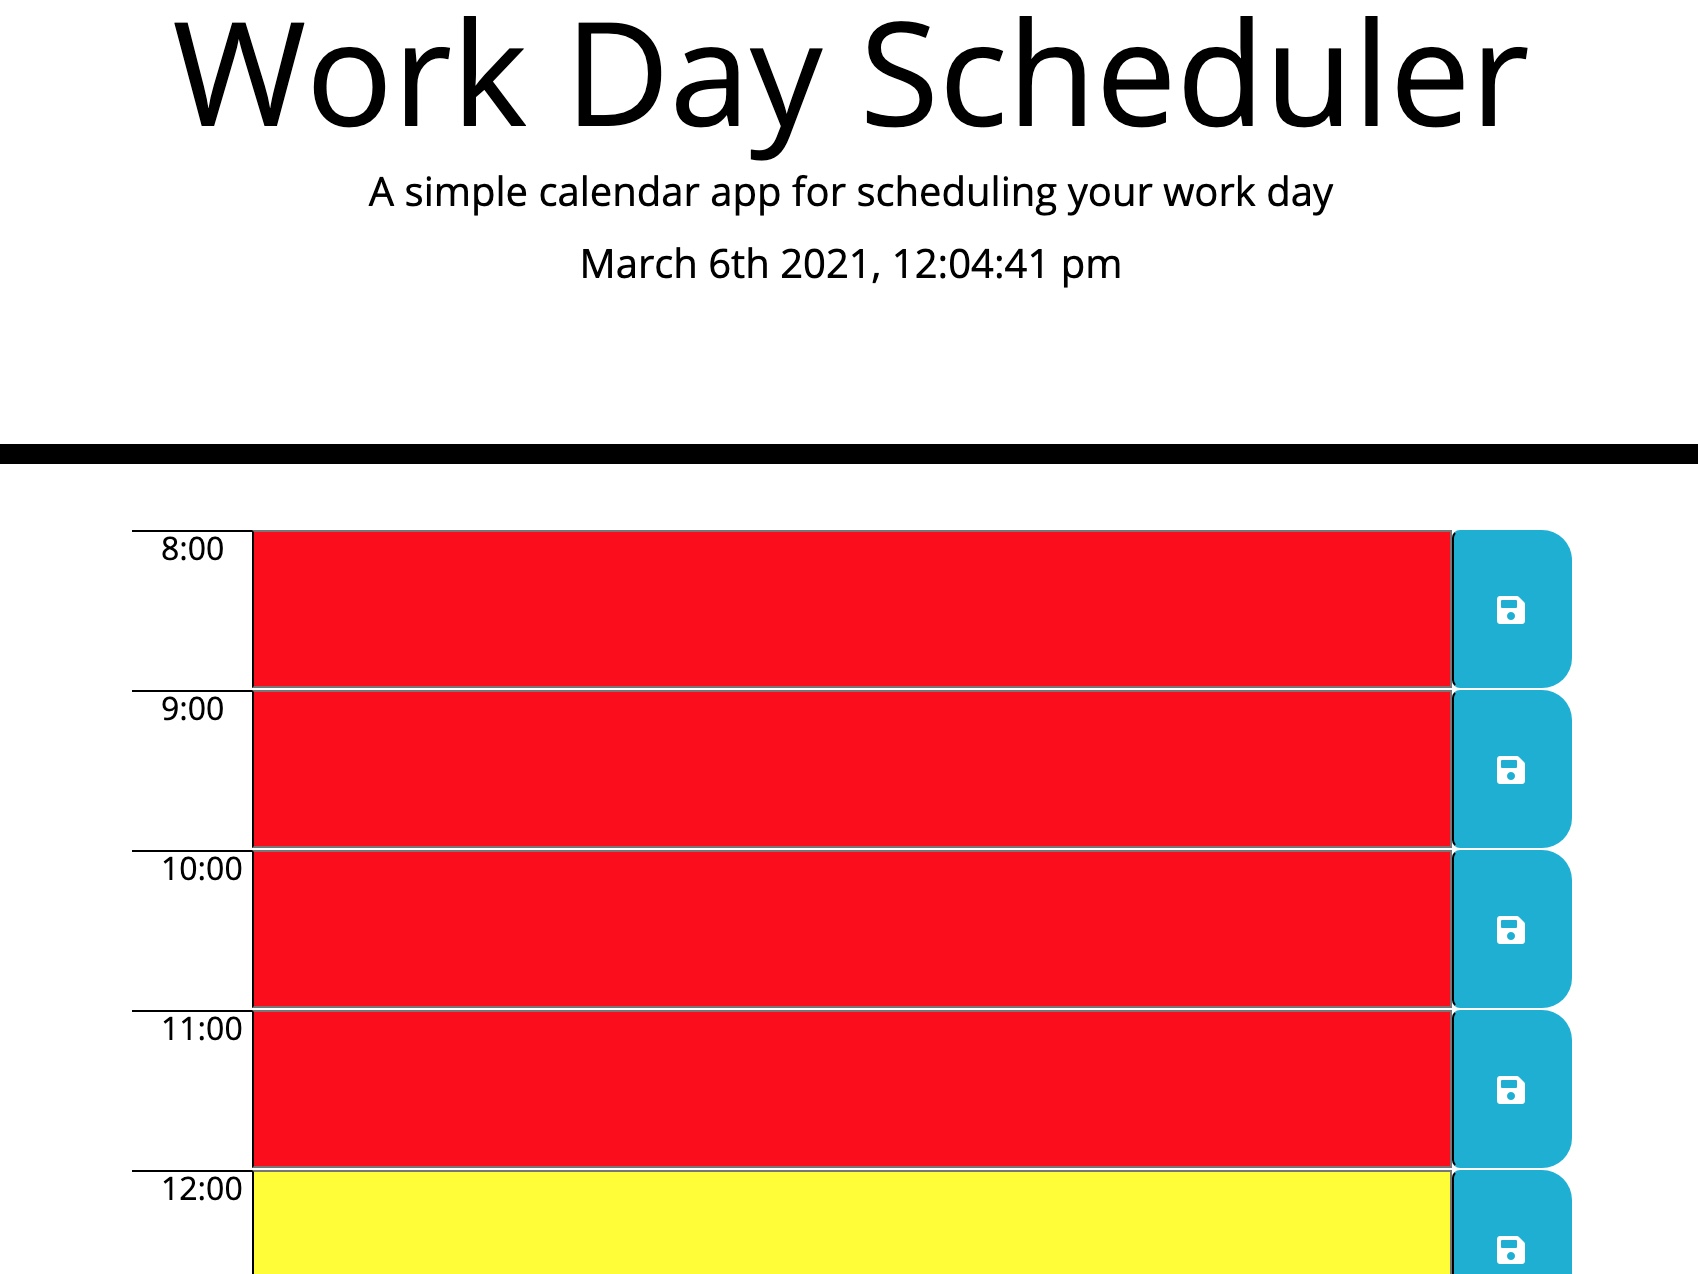 Work Day Scheduler
A simple calendar app for scheduling your work day
March 6th 2021, 12:04:41 pm
8:00
9:00
10:00
11:00
12:00